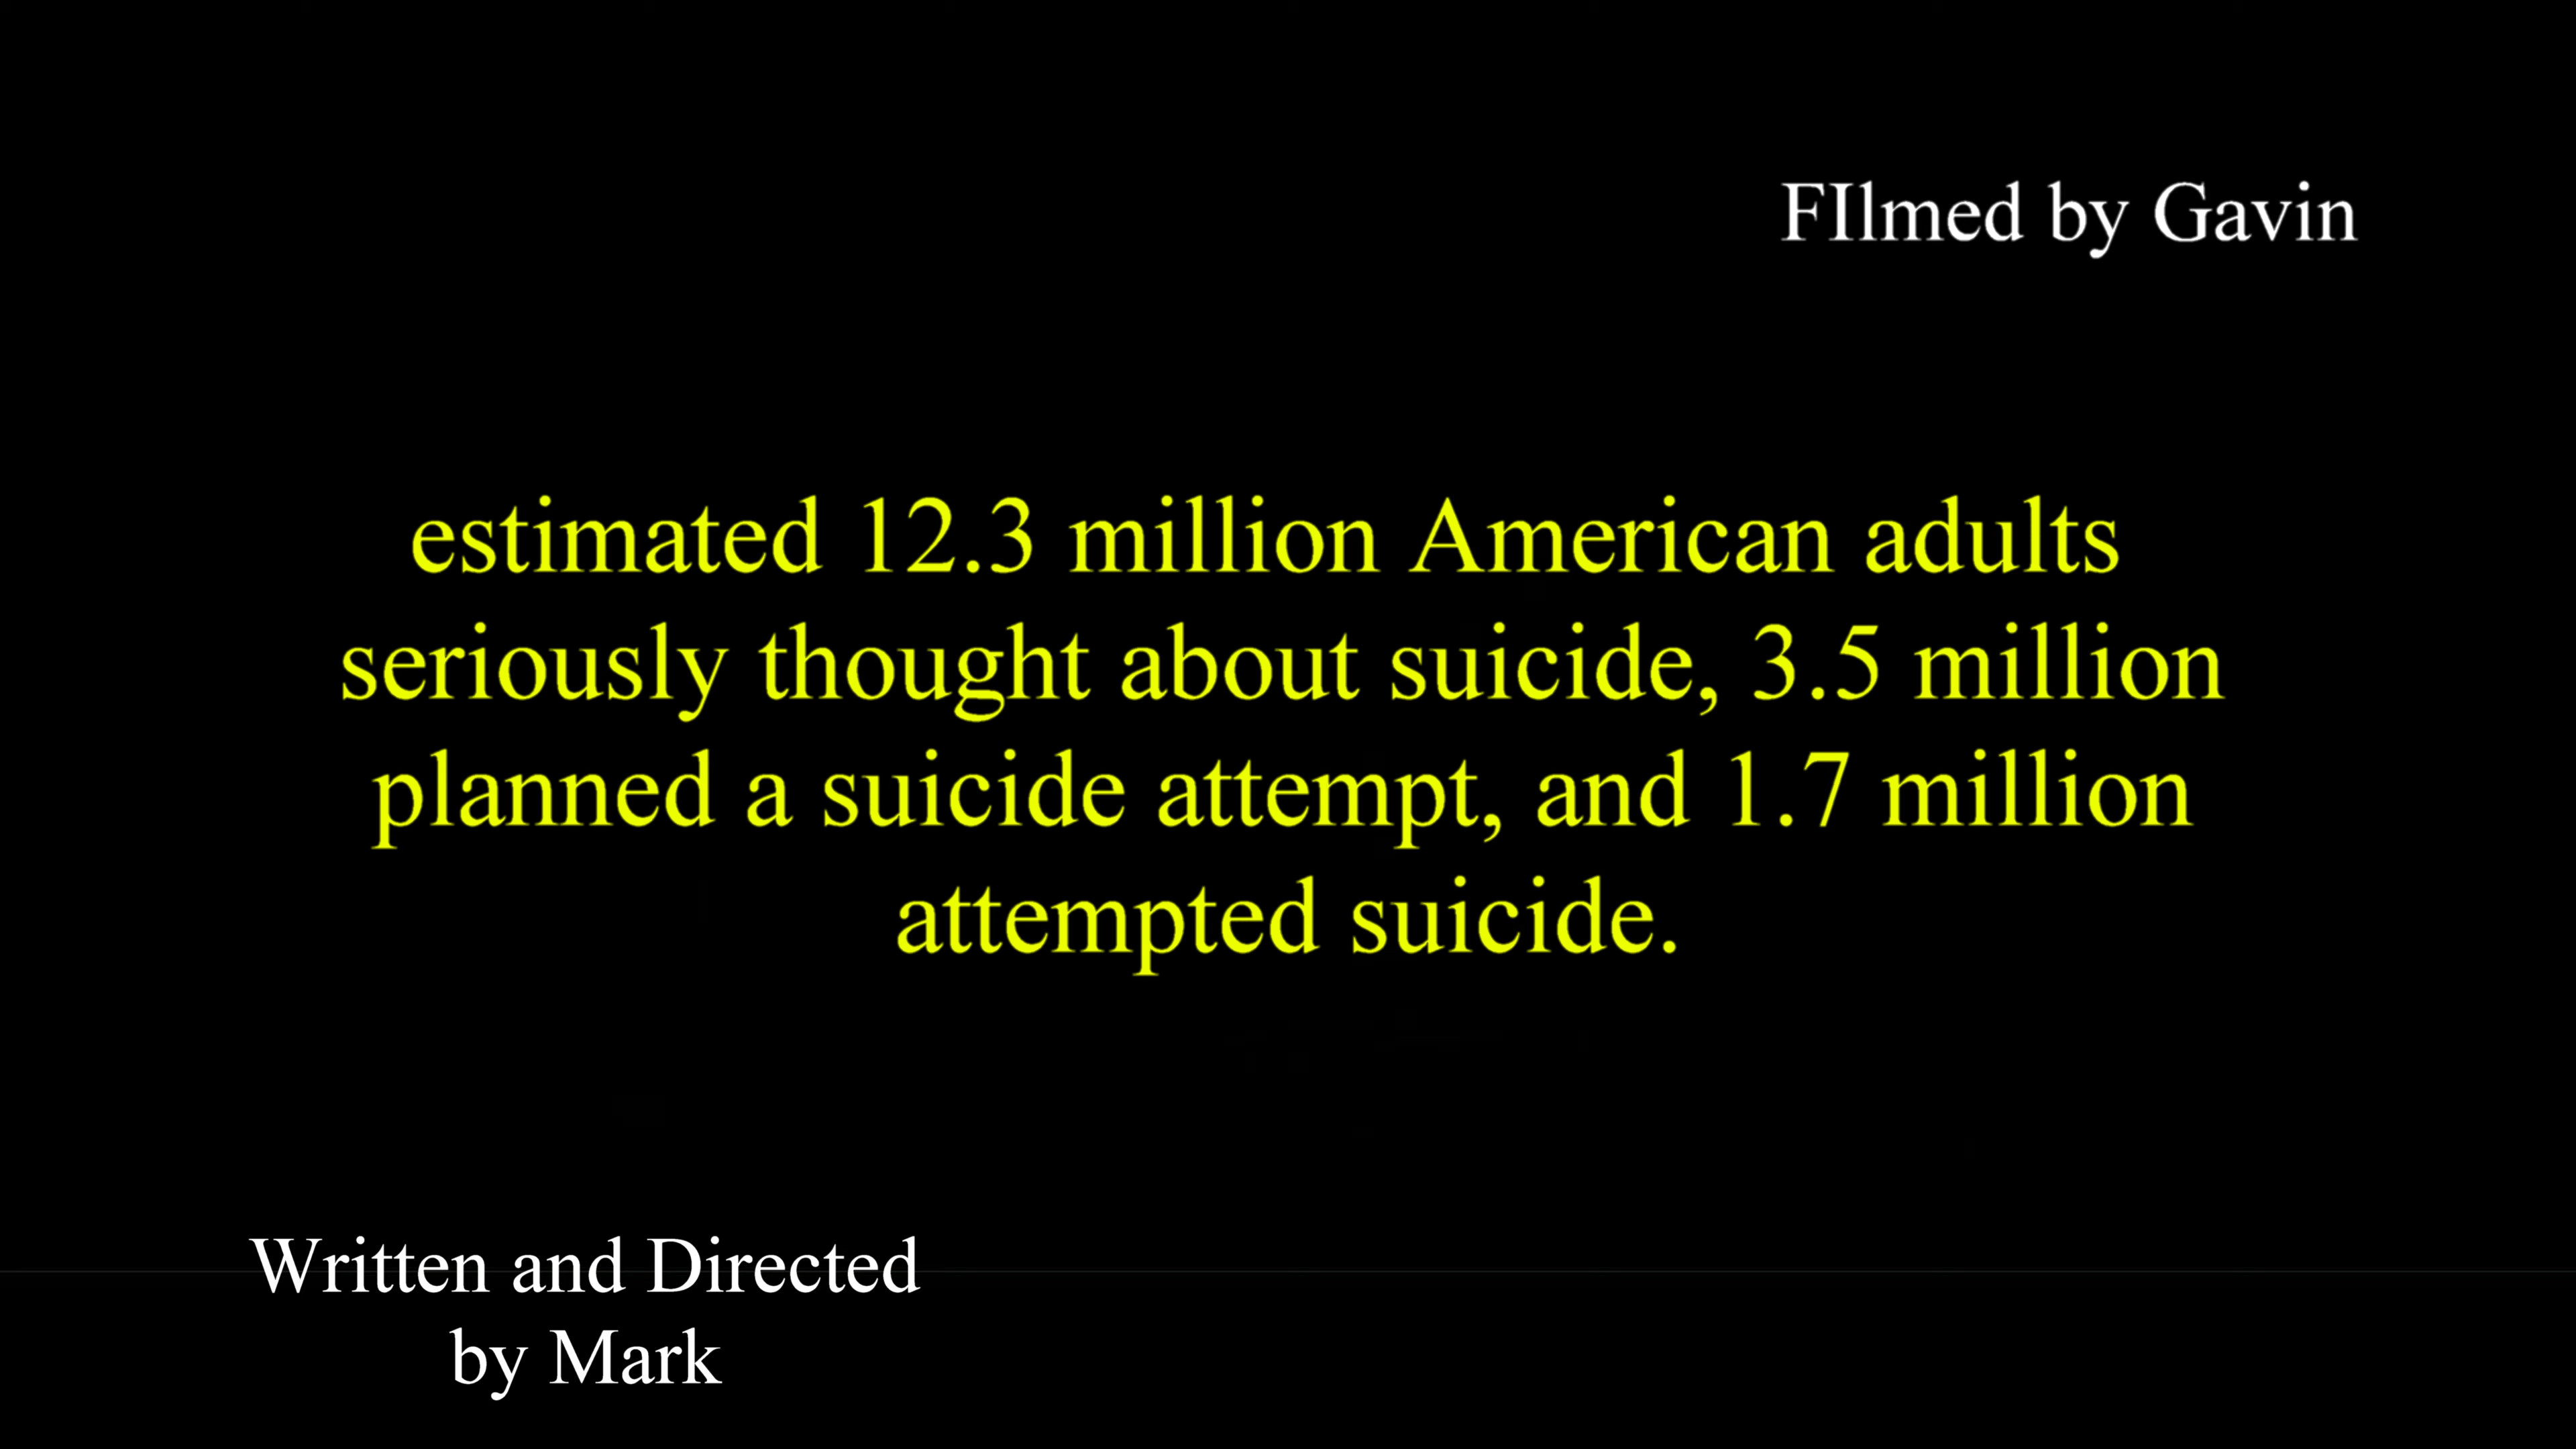 FIlmed by Gavin
estimated 12.3 million American adults
seriously thought about suicide, 3.5 million
planned a suicide attempt, and 1.7 million
attempted suicide.
Written and Directed
by Mark